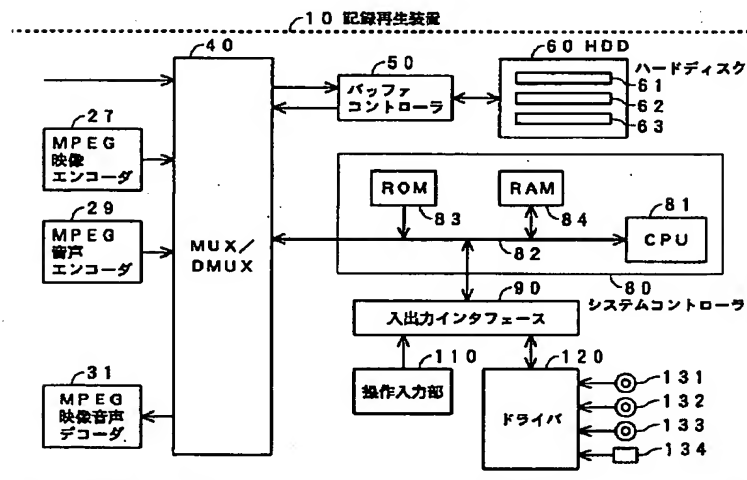 10 記録再生装置
40
50
60 HDD
ハードディスク
バッファ
コントローラ
61
62
63
27
MPEG
映像
エンコーダ
29
MPEG
音声
エンコーダ
MUX/
DMUX
ROM
83
RAM
84
81
CPU
82
80
システムコントローラ
90
入出力インタフェース
110
操作入力部
120
ドライバ
131
132
133
134
31
MPEG
映像音声
デコーダ